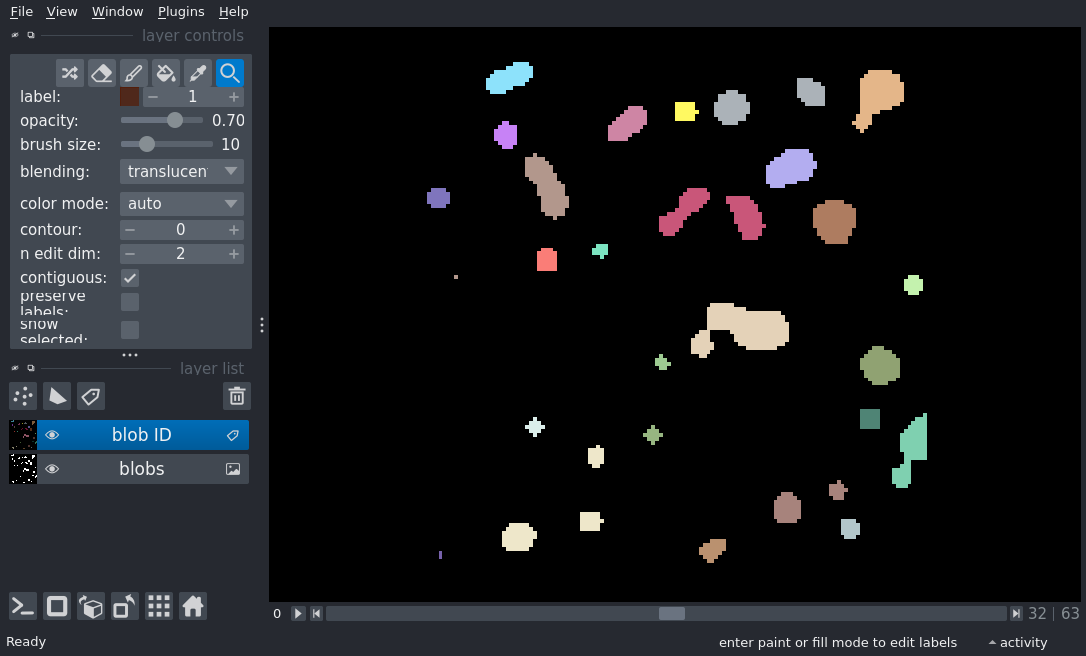 File View Window Plugins Help
layer controls
label: 1
opacity: 0.70
brush size: 10
blending: translucen
color mode: auto
contour: 0
n edit dim: 2
contiguous:
preserve
labels:
show
selected:
layer list
blob ID
blobs
0 32 | 63
Ready enter paint or fill mode to edit labels activity